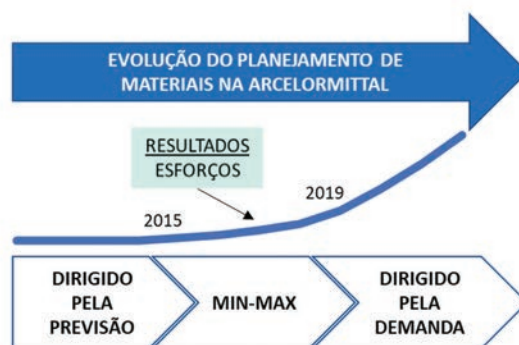 EVOLUÇÃO DO PLANEJAMENTO DE
MATERIAIS NA ARCELORMITTAL
RESULTADOS
ESFORÇOS
2015
2019
DIRIGIDO
PELA
PREVISÃO
MIN-MAX
DIRIGIDO
PELA
DEMANDA